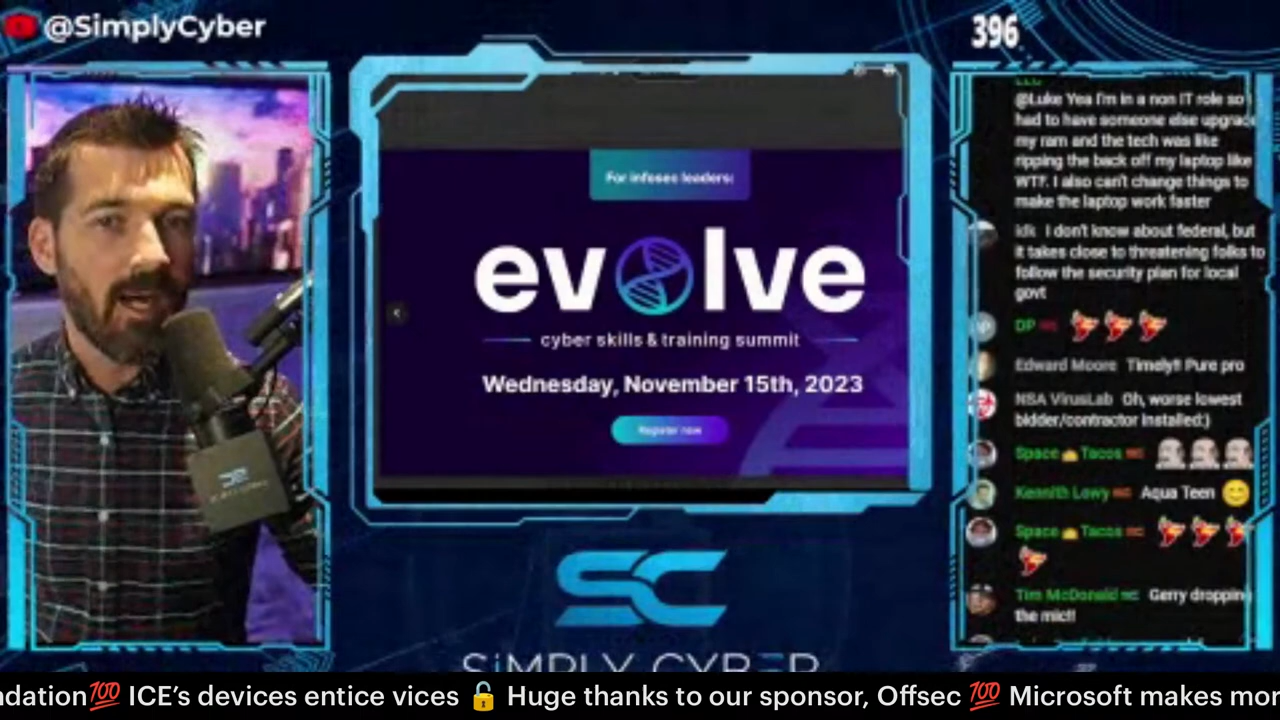 @SimplyCyber
396
For infosec leaders:
evolve
cyber skills & training summit
Wednesday, November 15th, 2023
Register now
SC
SIMPLY CYBER
LLC
@Luke Yea I'm in a non IT role so
had to have someone else upgrade
my ram and the tech was like
ripping the back off my laptop like
WTF. I also can't change things to
make the laptop work faster
kfk I don't know about federal, but
it takes close to threatening folks to
follow the security plan for local
govt
DP
Edward Moore Timely!! Pure pro
NSA VirusLab Oh, worse lowest
bidder/contractor installed:)
Space 🌮 Tacos
Kennith Lowy Aqua Teen 😊
Space 🌮 Tacos
Tim McDonald Gerry dropping
the mic!!
ndation💯 ICE’s devices entice vices 🔓 Huge thanks to our sponsor, Offsec 💯 Microsoft makes mor